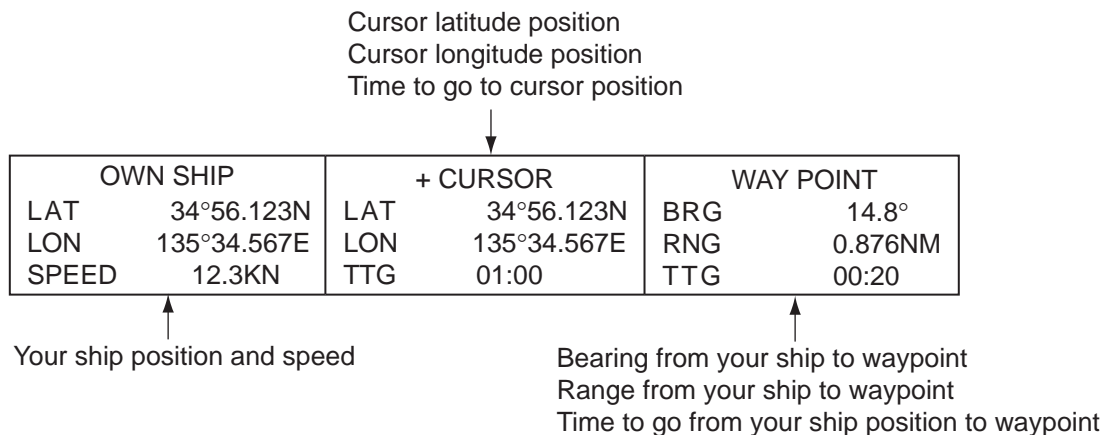 Cursor latitude position
Cursor longitude position
Time to go to cursor position
OWN SHIP
LAT 34°56.123N
LON 135°34.567E
SPEED 12.3KN
+ CURSOR
LAT 34°56.123N
LON 135°34.567E
TTG 01:00
WAY POINT
BRG 14.8°
RNG 0.876NM
TTG 00:20
Your ship position and speed
Bearing from your ship to waypoint
Range from your ship to waypoint
Time to go from your ship position to waypoint